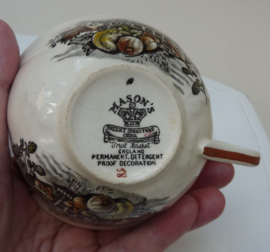 MASON'S
PATENT IRONSTONE
CHINA
Fruit Basket
ENGLAND
PERMANENT, DETERGENT
PROOF DECORATION